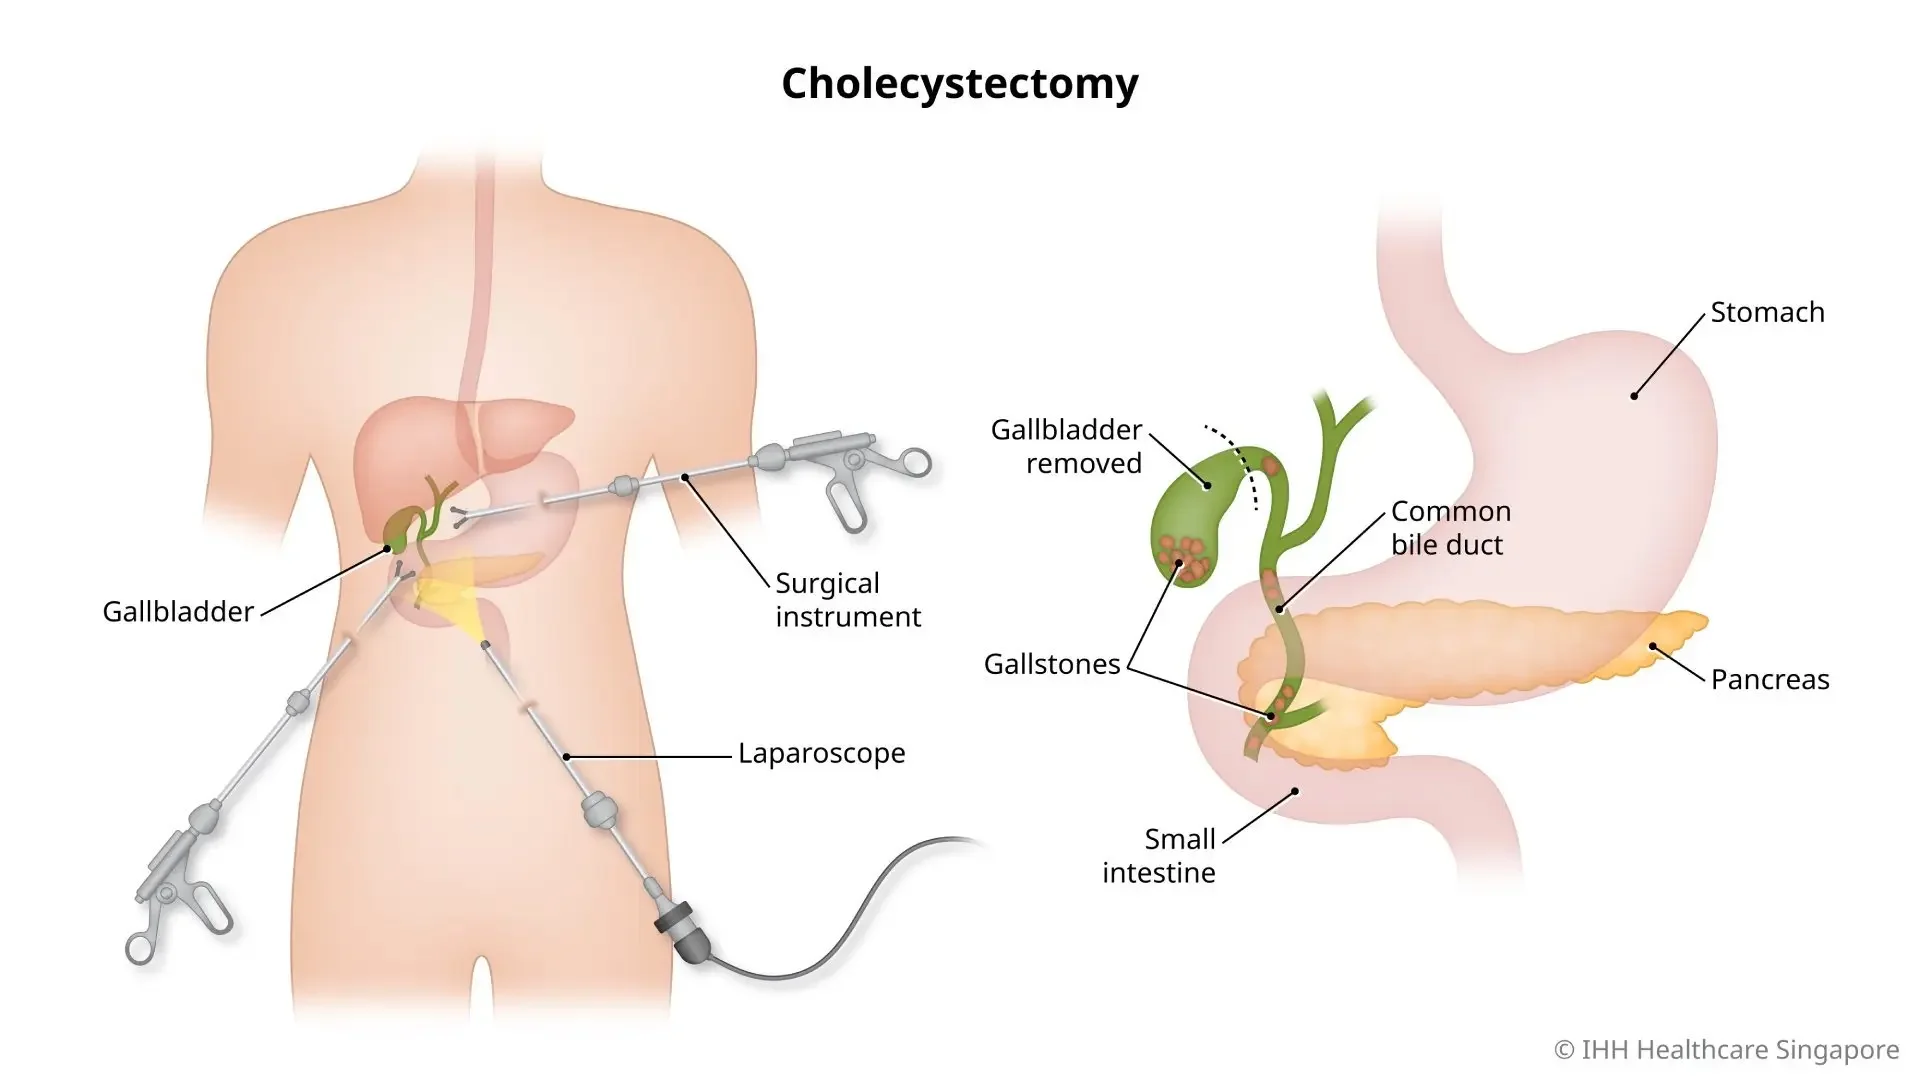 Cholecystectomy
Gallbladder
Surgical
instrument
Laparoscope
Stomach
Gallbladder
removed
Common
bile duct
Gallstones
Pancreas
Small
intestine
© IHH Healthcare Singapore